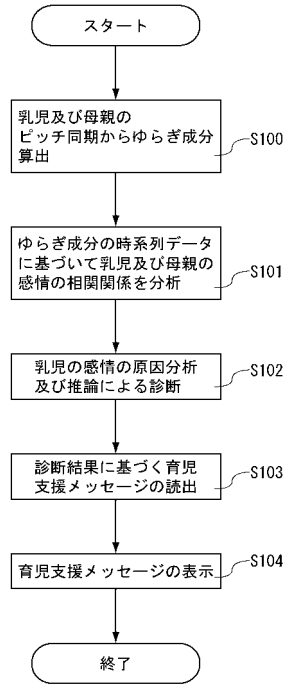 スタート
乳児及び母親の
ピッチ同期からゆらぎ成分
算出
S100
ゆらぎ成分の時系列データ
に基づいて乳児及び母親の
感情の相関関係を分析
S101
乳児の感情の原因分析
及び推論による診断
S102
診断結果に基づく育児
支援メッセージの読出
S103
育児支援メッセージの表示
S104
終了